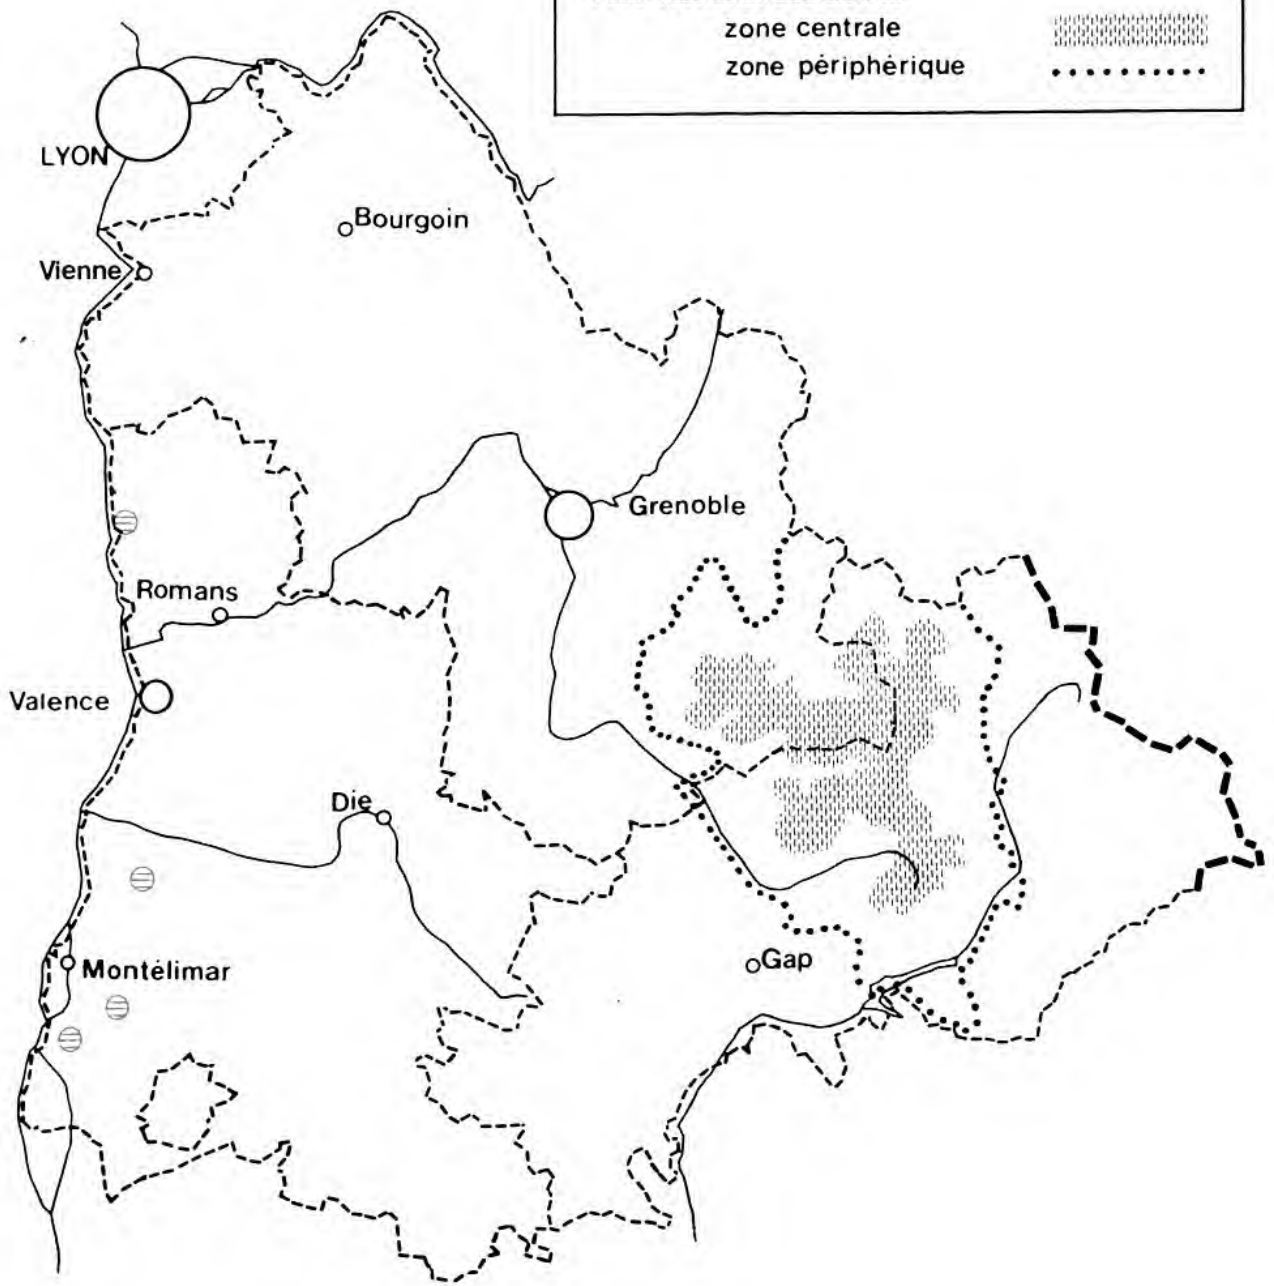 zone centrale
zone périphérique
LYON
Bourgoin
Vienne
Grenoble
Romans
Valence
Die
Gap
Montélimar